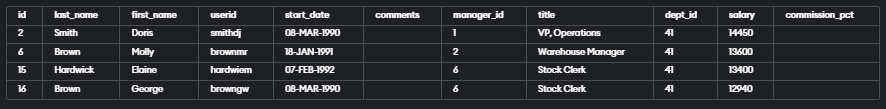 id last_name first_name userid start_date comments manager_id title dept_id salary commission_pct
2 Smith Doris smithdj 08-MAR-1990 1 VP, Operations 41 14450
6 Brown Molly brownmr 18-JAN-1991 2 Warehouse Manager 41 13600
15 Hardwick Elaine hardwiem 07-FEB-1992 6 Stock Clerk 41 13400
16 Brown George browngw 08-MAR-1990 6 Stock Clerk 41 12940